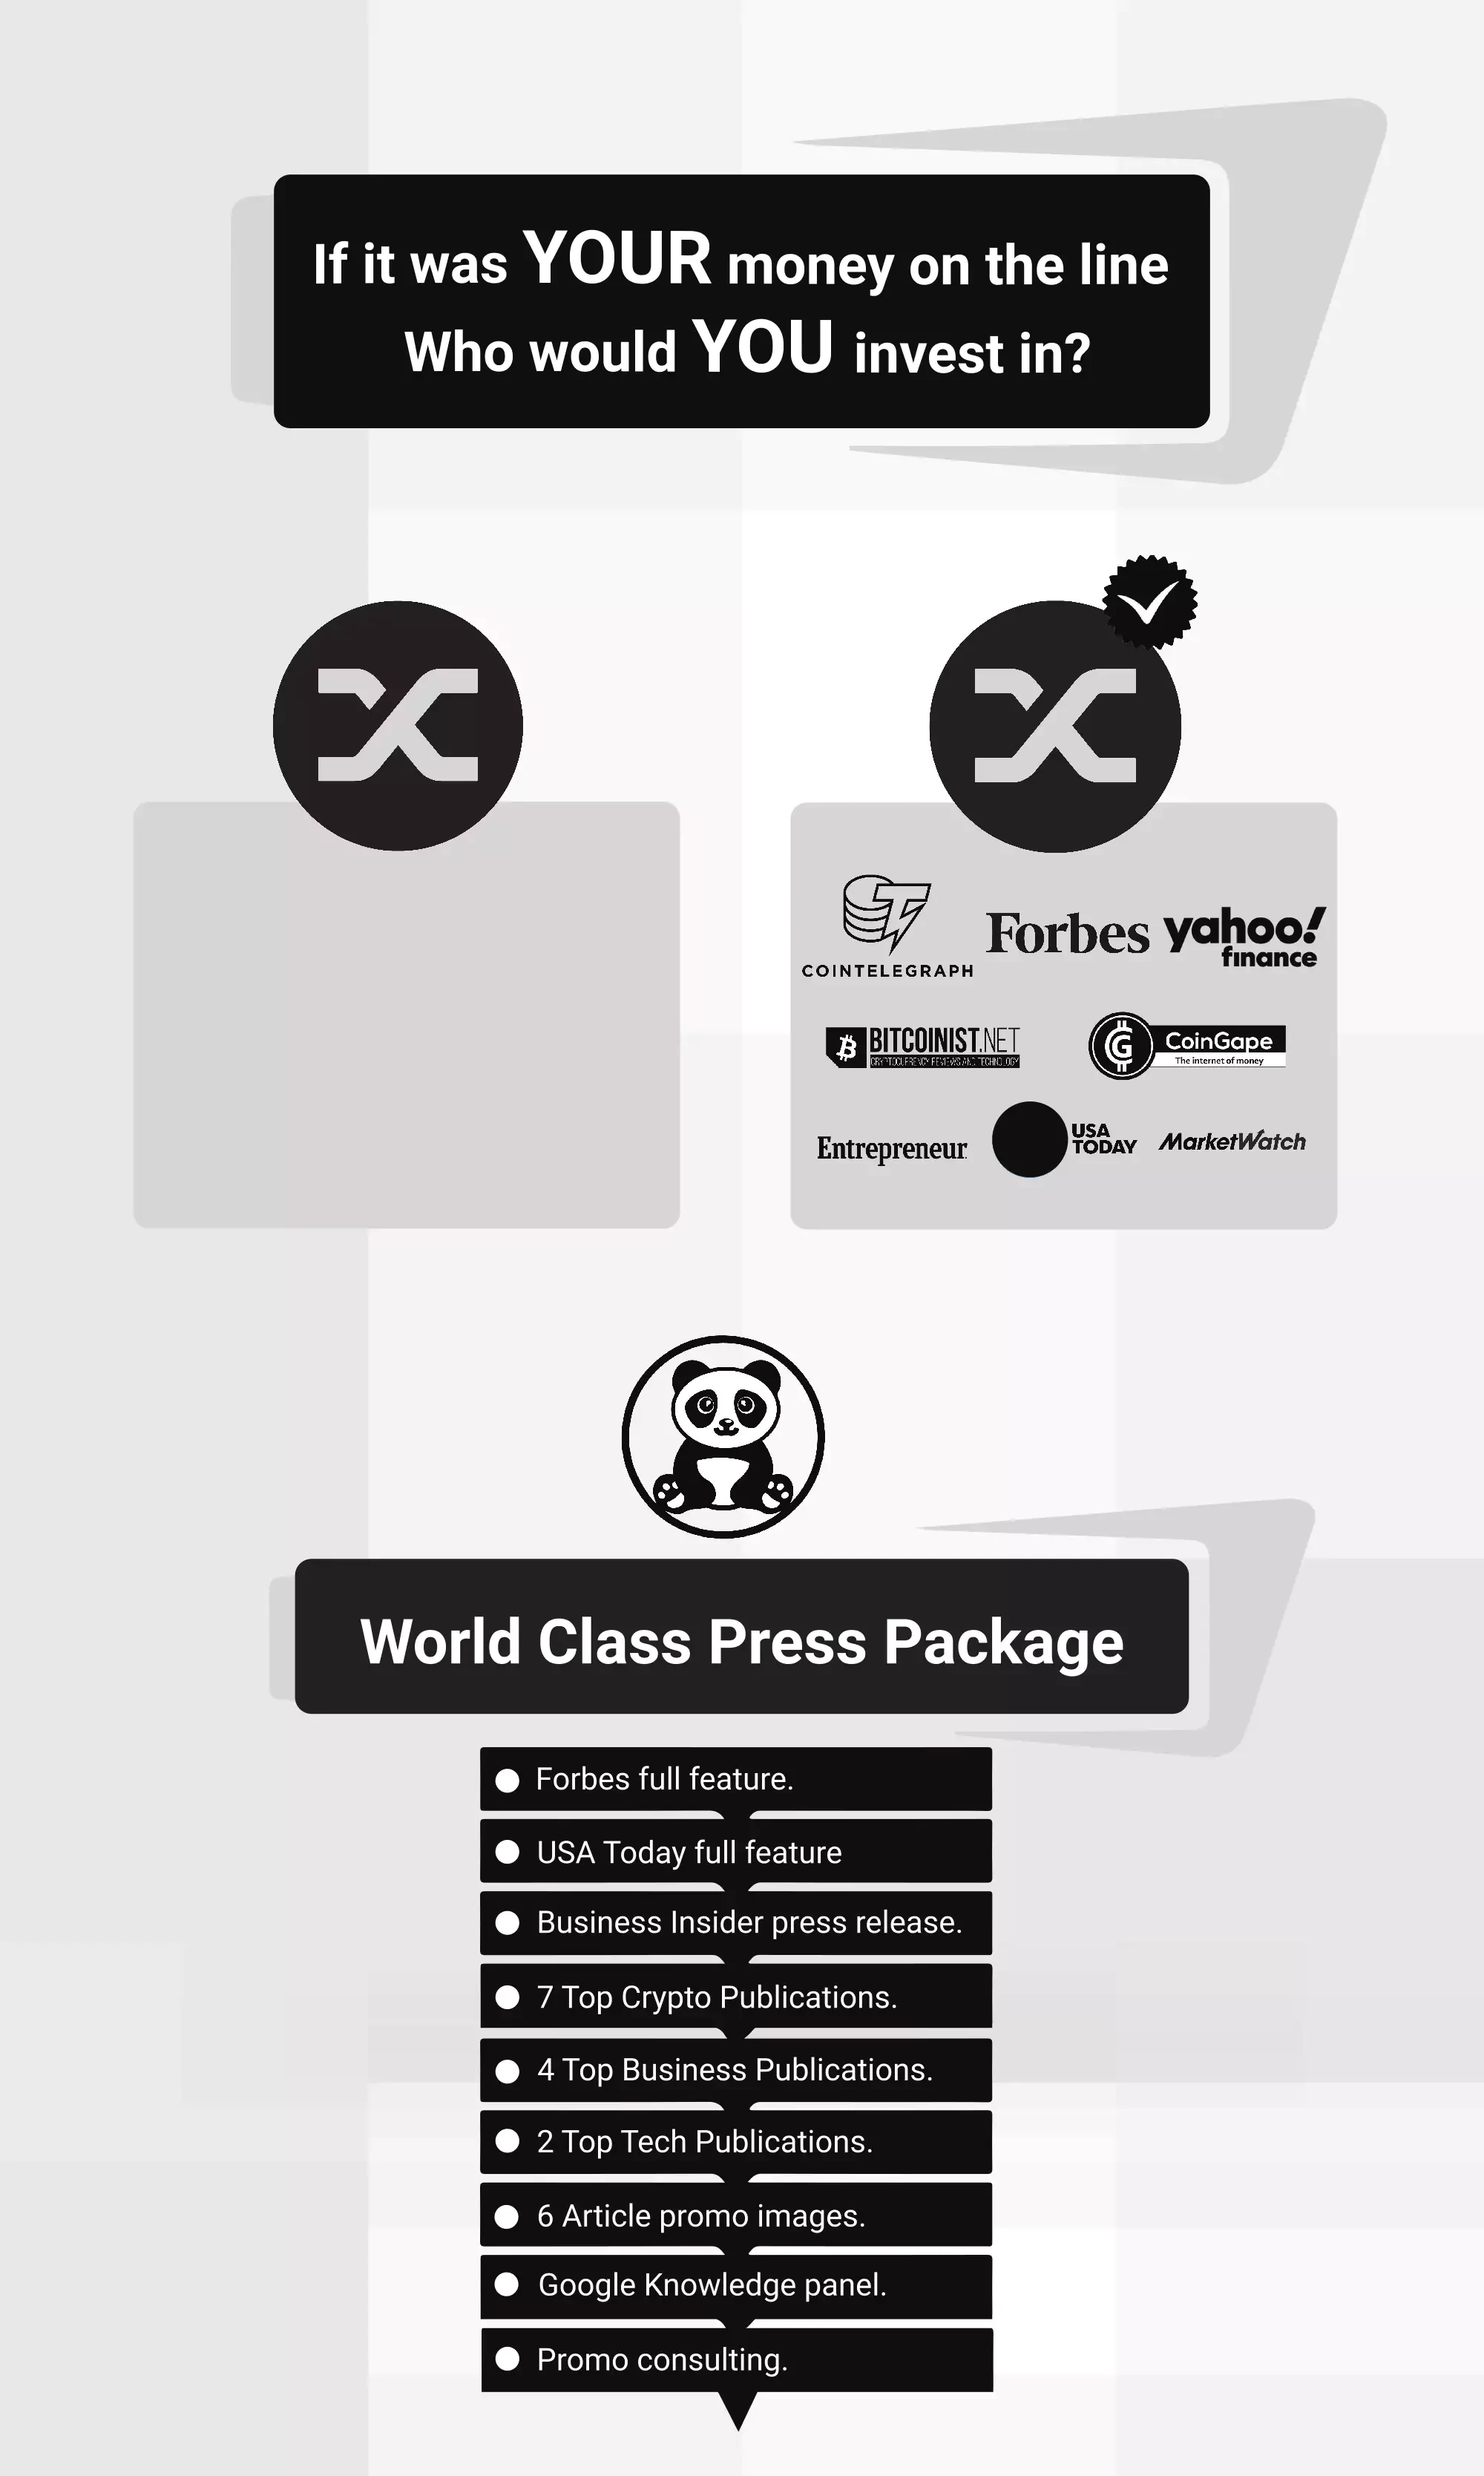 If it was YOUR money on the line
Who would YOU invest in?
COINTELEGRAPH
Forbes
yahoo!
finance
BITCOINIST.NET
CRYPTOCURRENCY REVIEWS AND TECHNOLOGY
CoinGape
The internet of money
Entrepreneur
USA
TODAY
MarketWatch
World Class Press Package
Forbes full feature.
USA Today full feature
Business Insider press release.
7 Top Crypto Publications.
4 Top Business Publications.
2 Top Tech Publications.
6 Article promo images.
Google Knowledge panel.
Promo consulting.